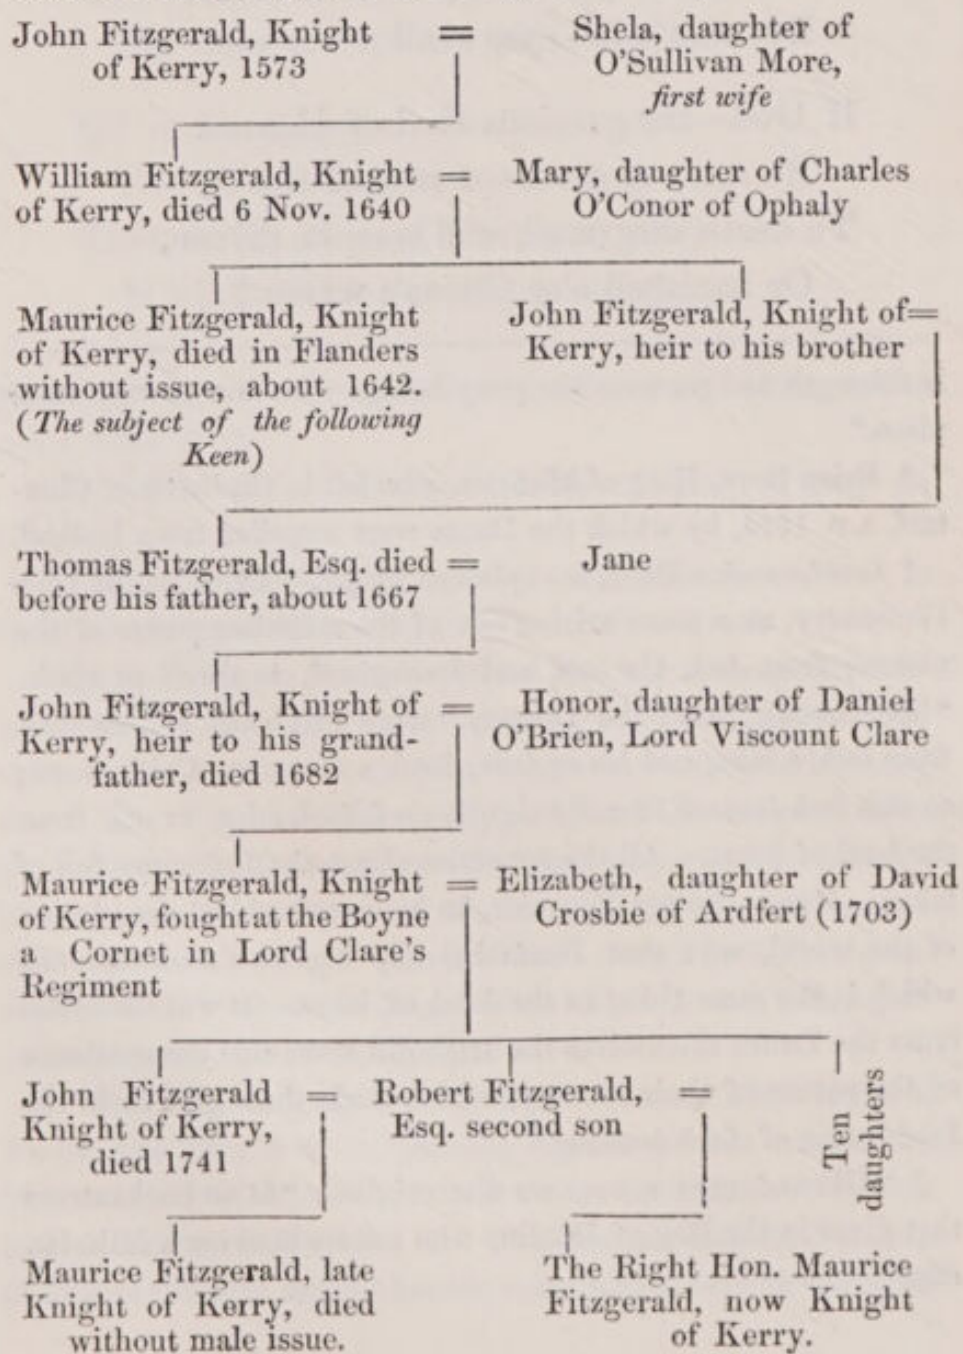 John Fitzgerald, Knight = Shela, daughter of
of Kerry, 1573 O'Sullivan More,
first wife
William Fitzgerald, Knight = Mary, daughter of Charles
of Kerry, died 6 Nov. 1640 O'Conor of Ophaly
Maurice Fitzgerald, Knight
of Kerry, died in Flanders
without issue, about 1642.
(The subject of the following
Keen)
John Fitzgerald, Knight of=
Kerry, heir to his brother
Thomas Fitzgerald, Esq. died = Jane
before his father, about 1667
John Fitzgerald, Knight of = Honor, daughter of Daniel
Kerry, heir to his grand- O'Brien, Lord Viscount Clare
father, died 1682
Maurice Fitzgerald, Knight = Elizabeth, daughter of David
of Kerry, fought at the Boyne Crosbie of Ardfert (1703)
a Cornet in Lord Clare's
Regiment
John Fitzgerald =
Knight of Kerry,
died 1741
Robert Fitzgerald, =
Esq. second son
Ten
daughters
Maurice Fitzgerald, late
Knight of Kerry, died
without male issue.
The Right Hon. Maurice
Fitzgerald, now Knight
of Kerry.